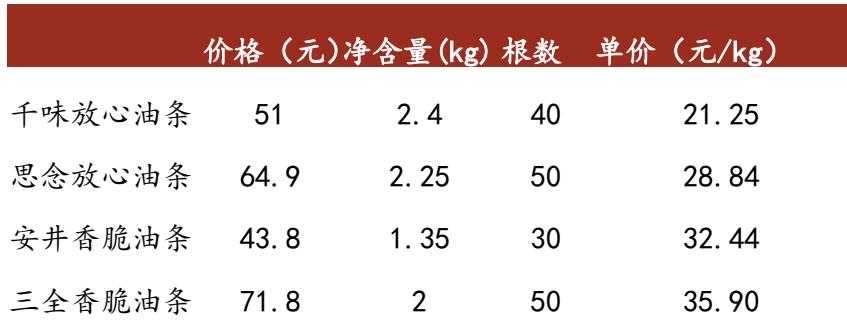 价格（元）净含量(kg) 根数 单价（元/kg）
千味放心油条 51 2.4 40 21.25
思念放心油条 64.9 2.25 50 28.84
安井香脆油条 43.8 1.35 30 32.44
三全香脆油条 71.8 2 50 35.90